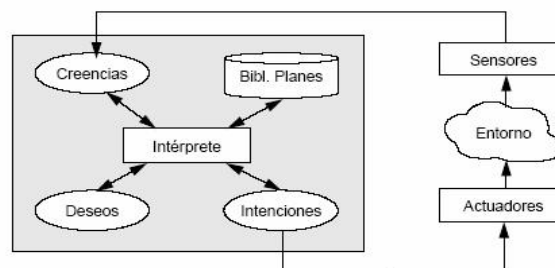 Creencias
Bibl. Planes
Sensores
Intérprete
Entorno
Deseos
Intenciones
Actuadores